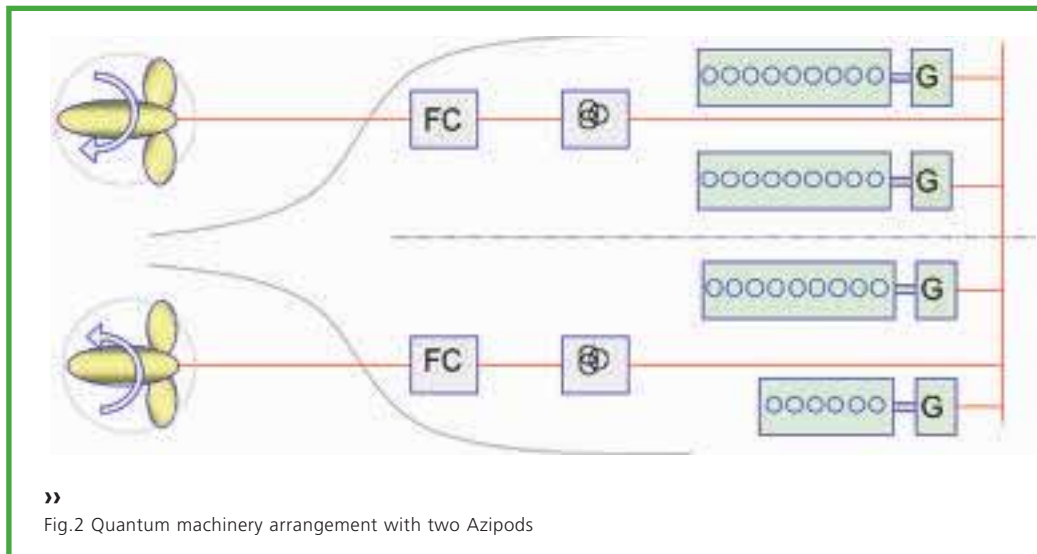 G
FC
G
G
FC
G
››
Fig.2 Quantum machinery arrangement with two Azipods